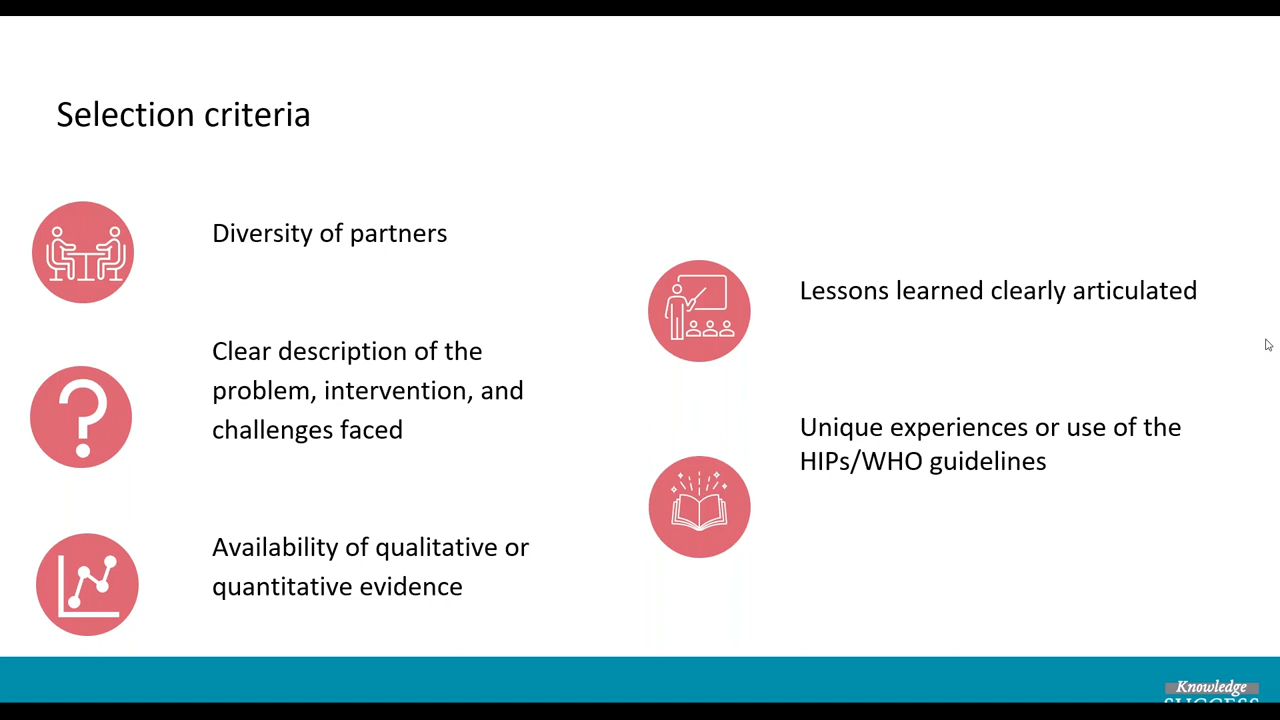 Selection criteria
Diversity of partners
Clear description of the
problem, intervention, and
challenges faced
Availability of qualitative or
quantitative evidence
Lessons learned clearly articulated
Unique experiences or use of the
HIPs/WHO guidelines
Knowledge
SUCCESS